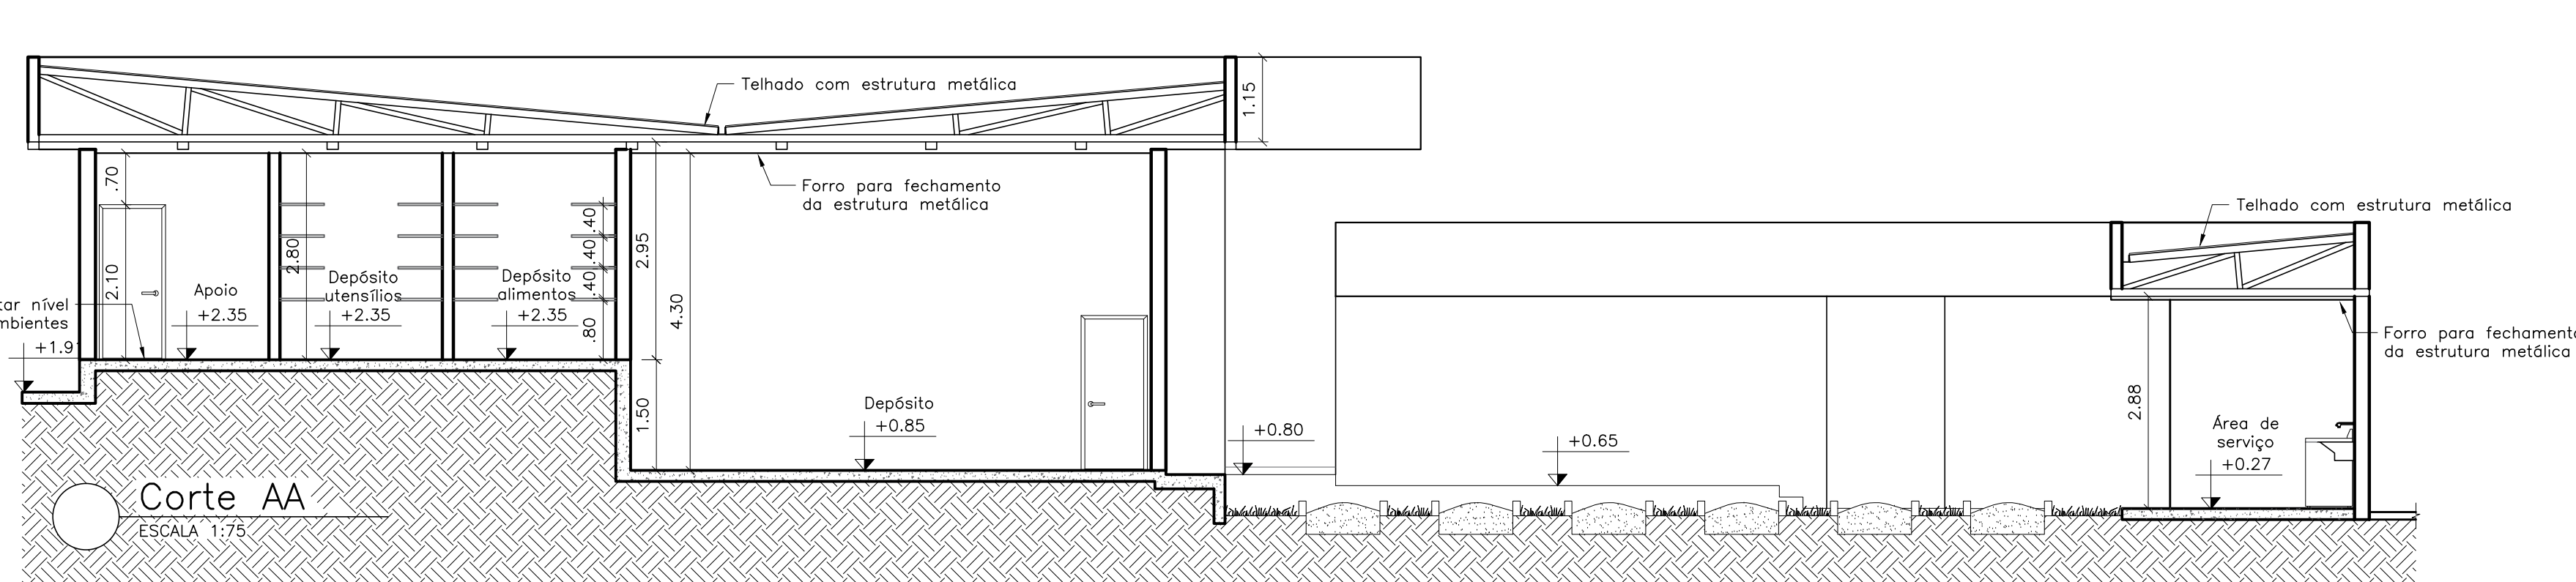 Telhado com estrutura metálica
1.15
Forro para fechamento
da estrutura metálica
Telhado com estrutura metálica
.70
2.10
2.80
.40
.40
.40
.80
2.95
4.30
1.50
Apoio
+2.35
Depósito
utensílios
+2.35
Depósito
alimentos
+2.35
tar nível
mbientes
+1.9
Depósito
+0.85
+0.80
+0.65
2.88
Área de
serviço
+0.27
Forro para fechamento
da estrutura metálica
Corte AA
ESCALA 1:75